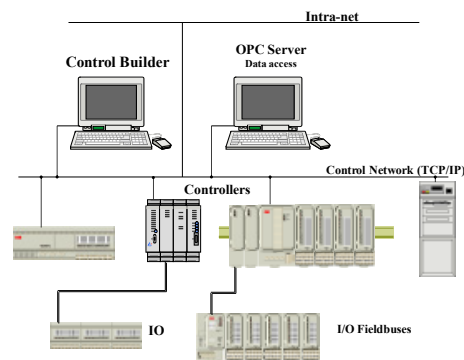 Intra-net
Control Builder
OPC Server
Data access
Control Network (TCP/IP)
Controllers
IO
I/O Fieldbuses